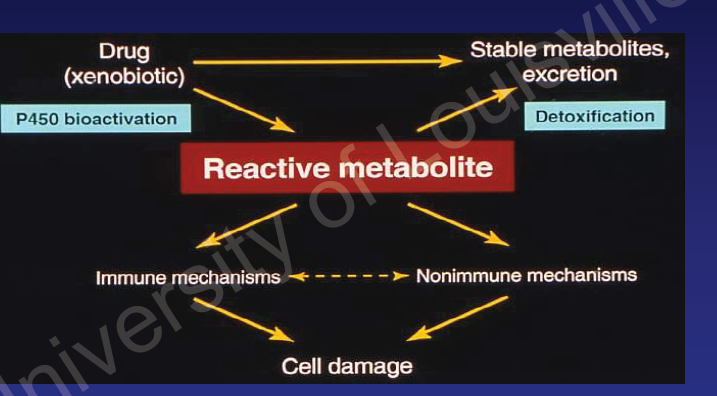 Drug
(xenobiotic)
Stable metabolites,
excretion
P450 bioactivation
Detoxification
Reactive metabolite
Immune mechanisms
Nonimmune mechanisms
Cell damage
University of Louisville